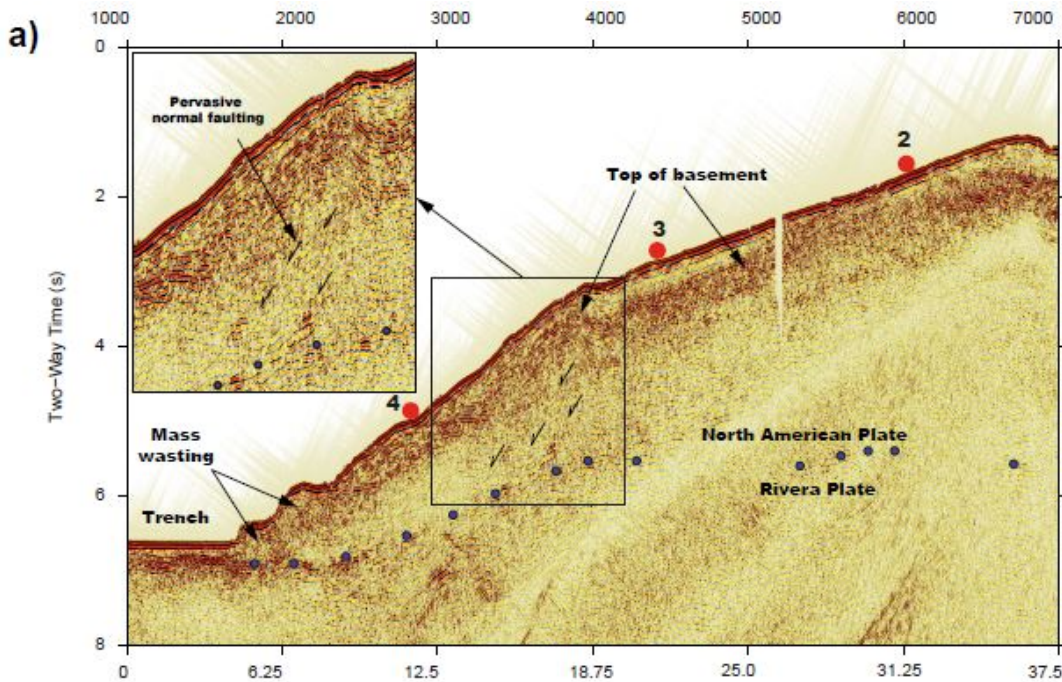 a)
1000 2000 3000 4000 5000 6000 7000
0
Pervasive
normal faulting
2
2
Top of basement
3
Two-Way Time (s)
4
4
Mass
wasting
North American Plate
6
Rivera Plate
Trench
8
0 6.25 12.5 18.75 25.0 31.25 37.5